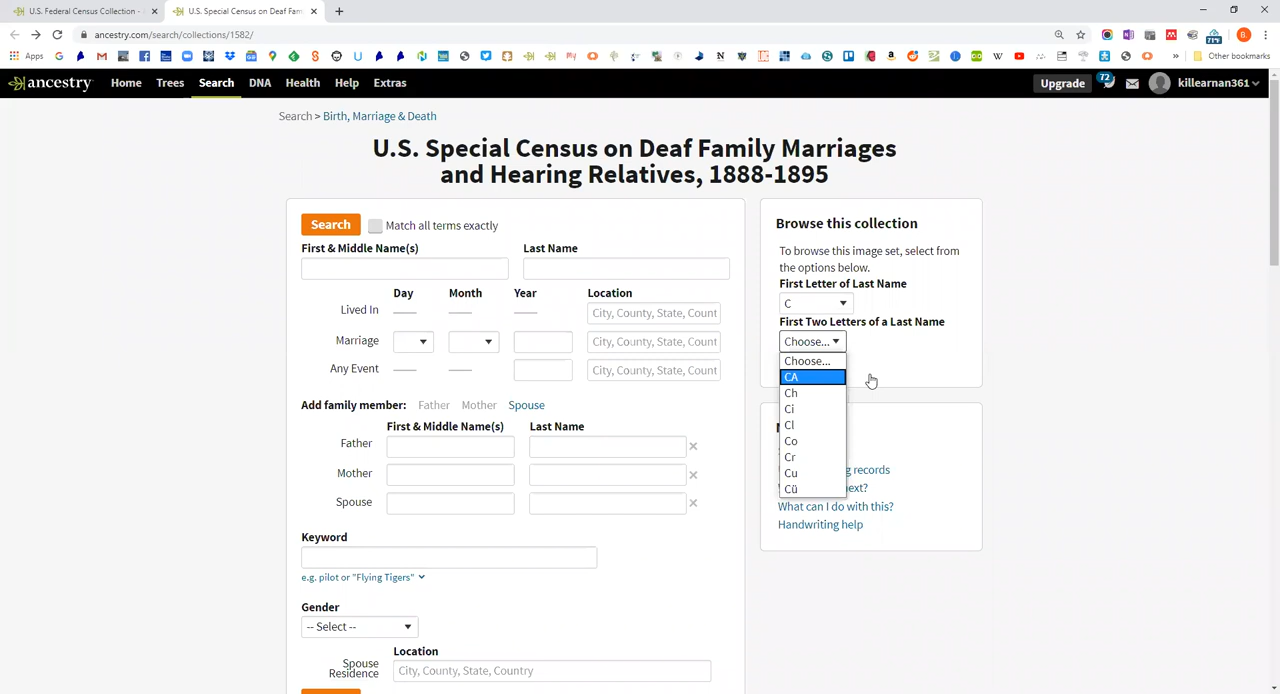 U.S. Federal Census Collection -
U.S. Special Census on Deaf Fam
ancestry.com/search/collections/1582/
Apps
Other bookmarks
ancestry
Home Trees Search DNA Health Help Extras
Upgrade
72
killearnan361
Search > Birth, Marriage & Death
U.S. Special Census on Deaf Family Marriages
and Hearing Relatives, 1888-1895
Search
Match all terms exactly
First & Middle Name(s)
Last Name
Day Month Year Location
Lived In
City, County, State, Count
Marriage
City, County, State, Count
Any Event
City, County, State, Count
Add family member: Father Mother Spouse
First & Middle Name(s) Last Name
Father
Mother
Spouse
Keyword
e.g. pilot or "Flying Tigers"
Gender
-- Select --
Location
Spouse
Residence
City, County, State, Country
Browse this collection
To browse this image set, select from
the options below.
First Letter of Last Name
C
First Two Letters of a Last Name
Choose...
Choose...
CA
Ch
Ci
Cl
Co
Cr
Cu
Cü
records
next?
What can I do with this?
Handwriting help